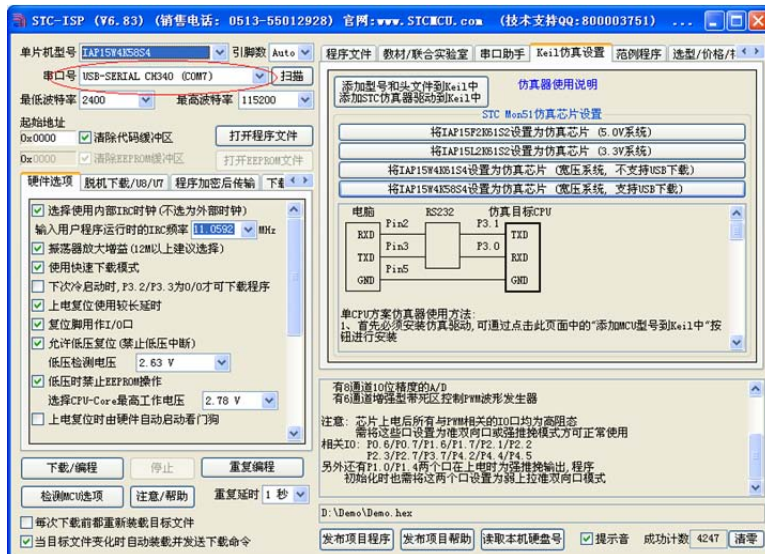 STC-ISP (V6.83) (销售电话: 0513-55012928) 官网:www.STCMCU.com (技术支持QQ:800003751) ...
单片机型号 IAP15W4K58S4 引脚数 Auto
串口号 USB-SERIAL CH340 (COM7) 扫描
最低波特率 2400 最高波特率 115200
起始地址
0x0000 清除代码缓冲区 打开程序文件
0x0000 清除EEPROM缓冲区 打开EEPROM文件
硬件选项 脱机下载/U8/U7 程序加密后传输
选择使用内部IRC时钟(不选为外部时钟)
输入用户程序运行时的IRC频率 11.0592 MHz
振荡器放大增益(12M以上建议选择)
使用快速下载模式
下次冷启动时,P3.2/P3.3为0/0才可下载程序
上电复位使用较长延时
复位脚用作I/O口
允许低压复位(禁止低压中断)
低压检测电压 2.63 V
低压时禁止EEPROM操作
选择CPU-Core最高工作电压 2.78 V
上电复位时由硬件自动启动看门狗
下载/编程 停止 重复编程
检测MCU选项 注意/帮助 重复延时 1 秒
每次下载前都重新装载目标文件
当目标文件变化时自动装载并发送下载命令
程序文件 教材/联合实验室 串口助手 Keil仿真设置 范例程序 选型/价格/
添加型号和头文件到Keil中
添加STC仿真器驱动到Keil中
仿真器使用说明
STC Mon51仿真芯片设置
将IAP15F2K61S2设置为仿真芯片 (5.0V系统)
将IAP15L2K61S2设置为仿真芯片 (3.3V系统)
将IAP15W4K61S4设置为仿真芯片 (宽压系统, 不支持USB下载)
将IAP15W4K58S4设置为仿真芯片 (宽压系统, 支持USB下载)
电脑 RS232 仿真目标CPU
RXD Pin2 P3.1 TXD
TXD Pin3 P3.0 RXD
GND Pin5 GND
单CPU方案仿真器使用方法:
1、首先必须安装仿真驱动,可通过点击此页面中的“添加MCU型号到Keil中”按
钮进行安装
有8通道10位精度的A/D
有6通道增强型带死区控制PWM波形发生器
注意: 芯片上电后所有与PWM相关的IO口均为高阻态
需将这些口设置为准双向口或强推挽模式方可正常使用
相关IO: P0.6/P0.7/P1.6/P1.7/P2.1/P2.2
P2.3/P2.7/P3.7/P4.2/P4.4/P4.5
另外还有P1.0/P1.4两个口在上电时为强推挽输出,程序
初始化时也需将这两个口设置为弱上拉准双向口模式
D:\Demo\Demo.hex
发布项目程序 发布项目帮助 读取本机硬盘号 提示音 成功计数 4247 清零